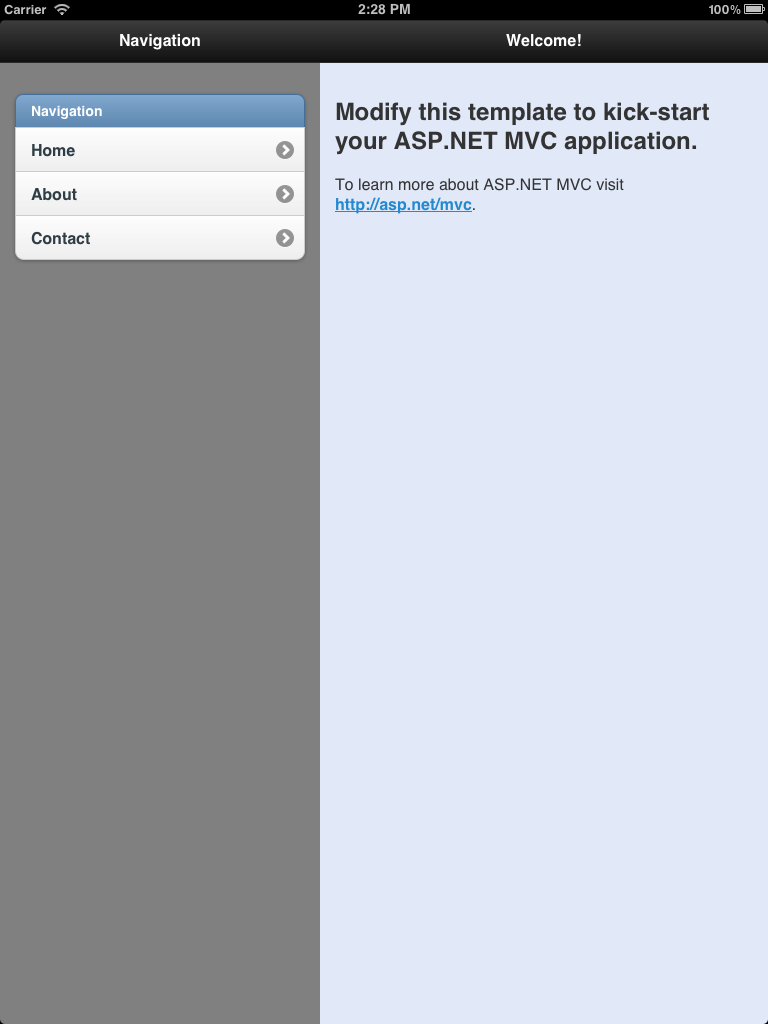 Carrier 2:28 PM 100%
Navigation Welcome!
Navigation
Home
About
Contact
Modify this template to kick-start
your ASP.NET MVC application.
To learn more about ASP.NET MVC visit
http://asp.net/mvc.